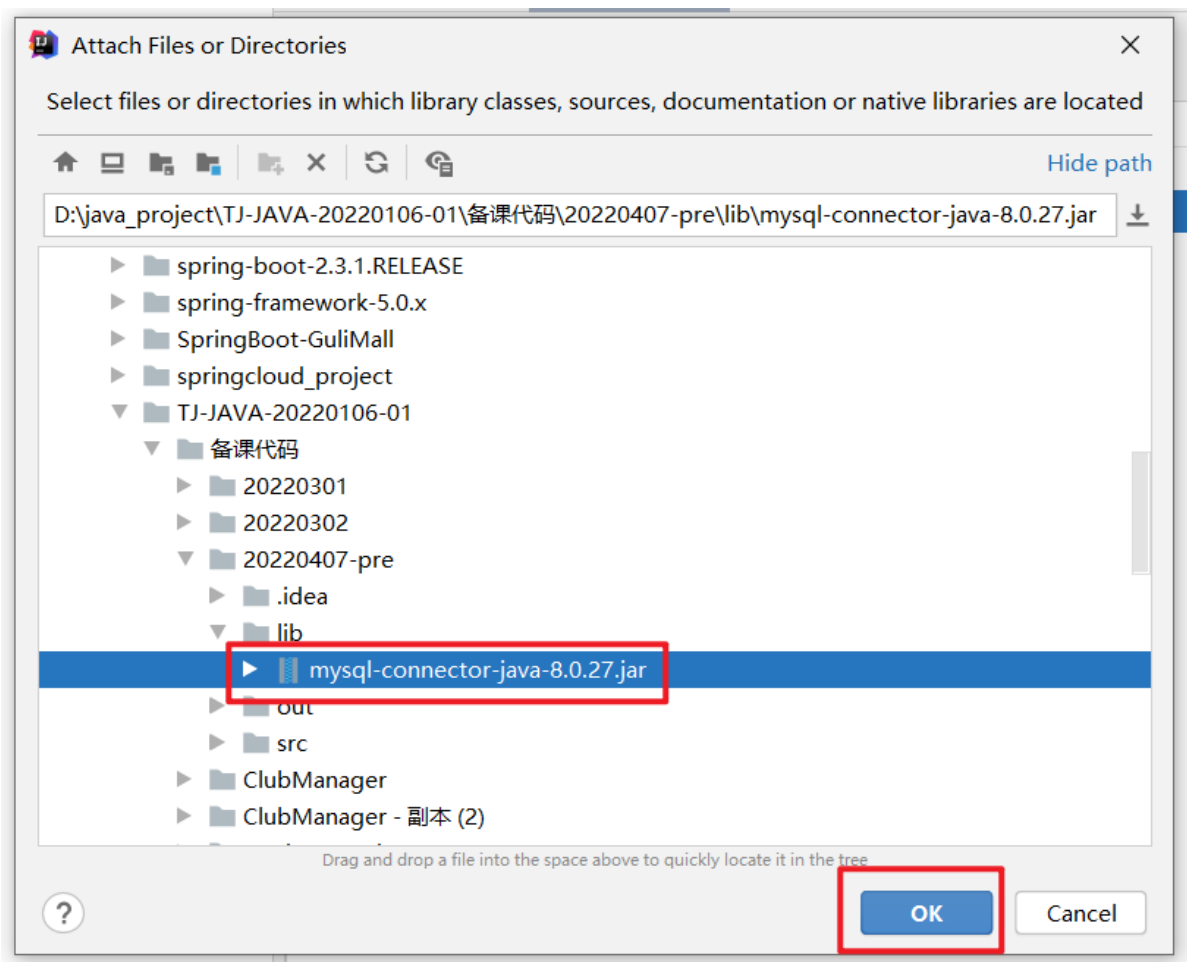 Attach Files or Directories
Select files or directories in which library classes, sources, documentation or native libraries are located
Hide path
D:\java_project\TJ-JAVA-20220106-01\备课代码\20220407-pre\lib\mysql-connector-java-8.0.27.jar
spring-boot-2.3.1.RELEASE
spring-framework-5.0.x
SpringBoot-GuliMall
springcloud_project
TJ-JAVA-20220106-01
备课代码
20220301
20220302
20220407-pre
.idea
lib
mysql-connector-java-8.0.27.jar
out
src
ClubManager
ClubManager - 副本 (2)
Drag and drop a file into the space above to quickly locate it in the tree
?
OK
Cancel